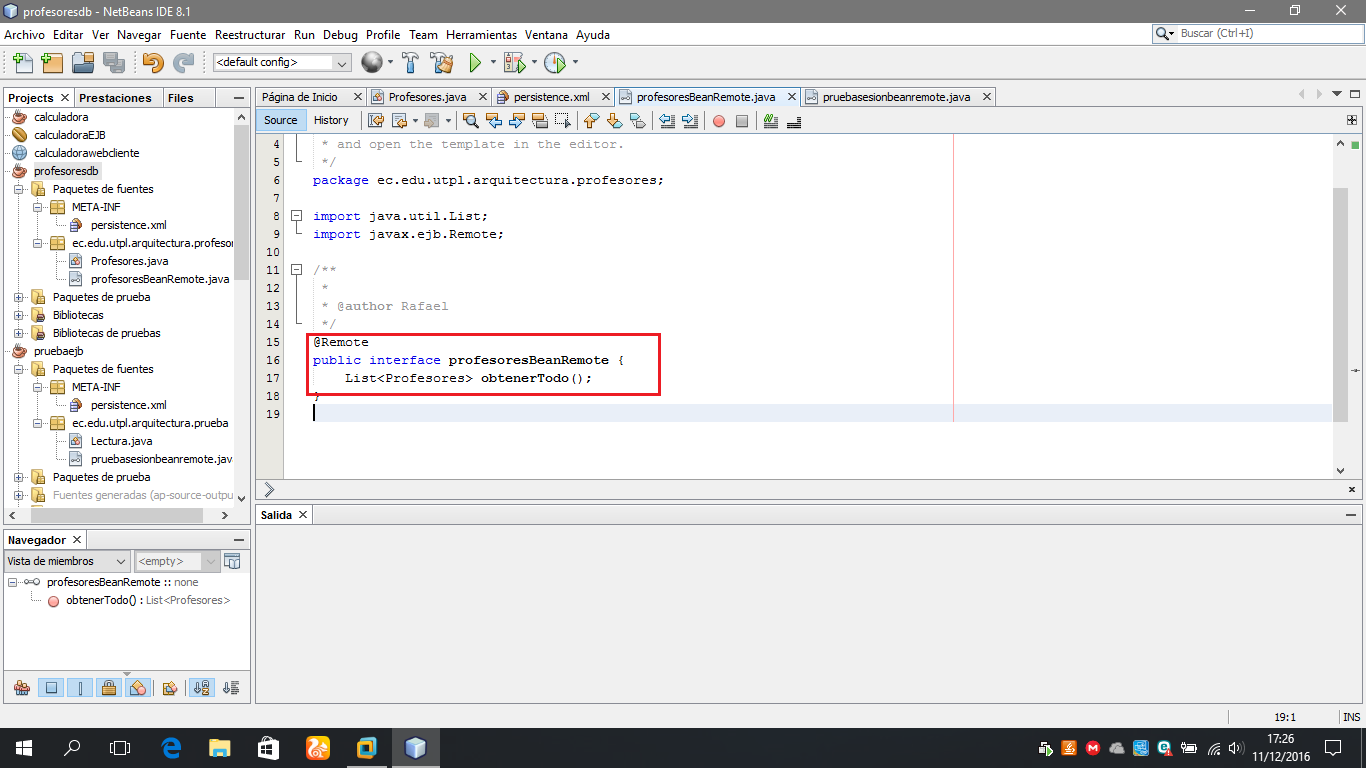 profesoresdb - NetBeans IDE 8.1
Archivo Editar Ver Navegar Fuente Reestructurar Run Debug Profile Team Herramientas Ventana Ayuda
Buscar (Ctrl+I)
<default config>
Projects Prestaciones Files
calculadora
calculadoraEJB
calculadorawebcliente
profesoresdb
Paquetes de fuentes
META-INF
persistence.xml
ec.edu.utpl.arquitectura.profesor
Profesores.java
profesoresBeanRemote.java
Paquetes de prueba
Bibliotecas
Bibliotecas de pruebas
pruebaejb
Paquetes de fuentes
META-INF
persistence.xml
ec.edu.utpl.arquitectura.prueba
Lectura.java
pruebasesionbeanremote.jav
Paquetes de prueba
Fuentes generadas (ap-source-outpu
Navegador
Vista de miembros <empty>
profesoresBeanRemote :: none
obtenerTodo() : List<Profesores>
Página de Inicio Profesores.java persistence.xml profesoresBeanRemote.java pruebasesionbeanremote.java
Source History
4 * and open the template in the editor.
5 */
6 package ec.edu.utpl.arquitectura.profesores;
7
8 import java.util.List;
9 import javax.ejb.Remote;
10
11 /**
12 *
13 * @author Rafael
14 */
15 @Remote
16 public interface profesoresBeanRemote {
17 List<Profesores> obtenerTodo();
18 }
19
Salida
19:1 INS
17:26
11/12/2016